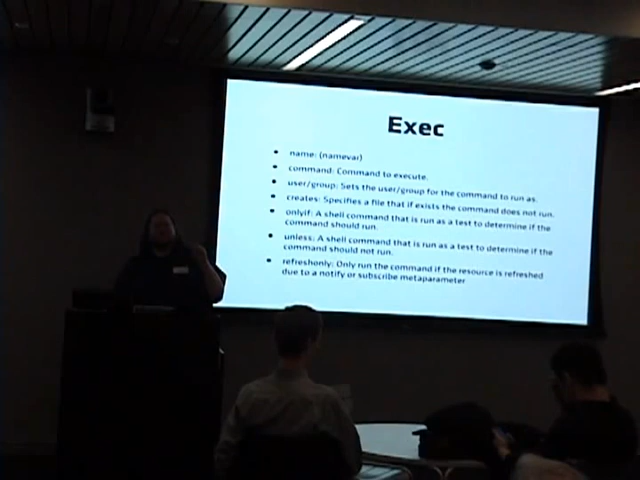 Exec
• name: (namevar)
• command: Command to execute.
• user/group: Sets the user/group for the command to run as.
• creates: Specifies a file that if exists the command does not run.
• onlyif: A shell command that is run as a test to determine if the
command should run.
• unless: A shell command that is run as a test to determine if the
command should not run.
• refreshonly: Only run the command if the resource is refreshed
due to a notify or subscribe metaparameter